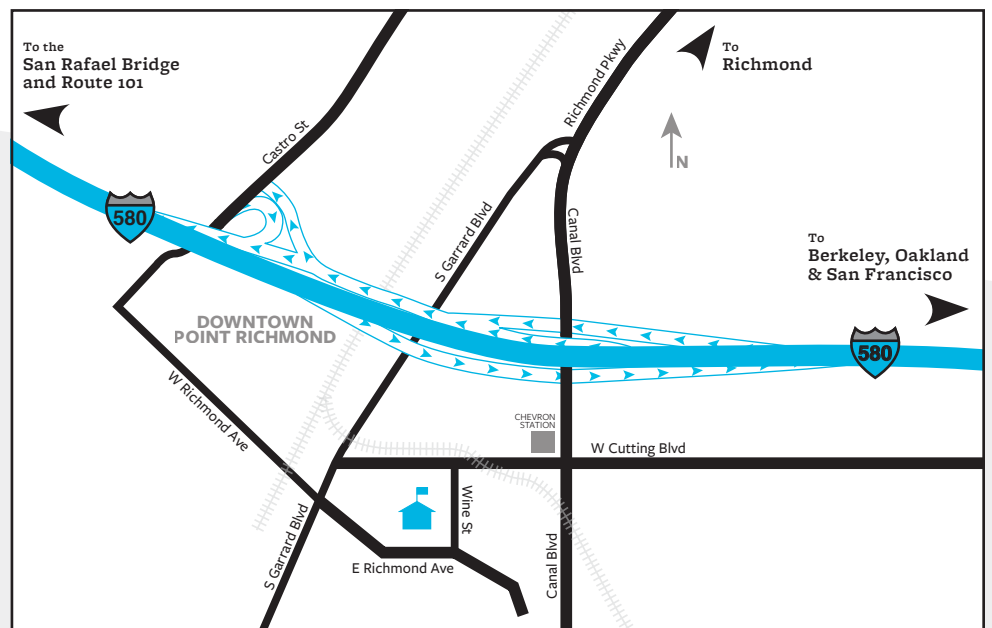 To the
San Rafael Bridge
and Route 101
To
Richmond
Richmond Pkwy
Castro St
N
580
S Garrard Blvd
Canal Blvd
To
Berkeley, Oakland
& San Francisco
DOWNTOWN
POINT RICHMOND
580
W Richmond Ave
CHEVRON
STATION
W Cutting Blvd
Wine St
S Garrard Blvd
E Richmond Ave
Canal Blvd